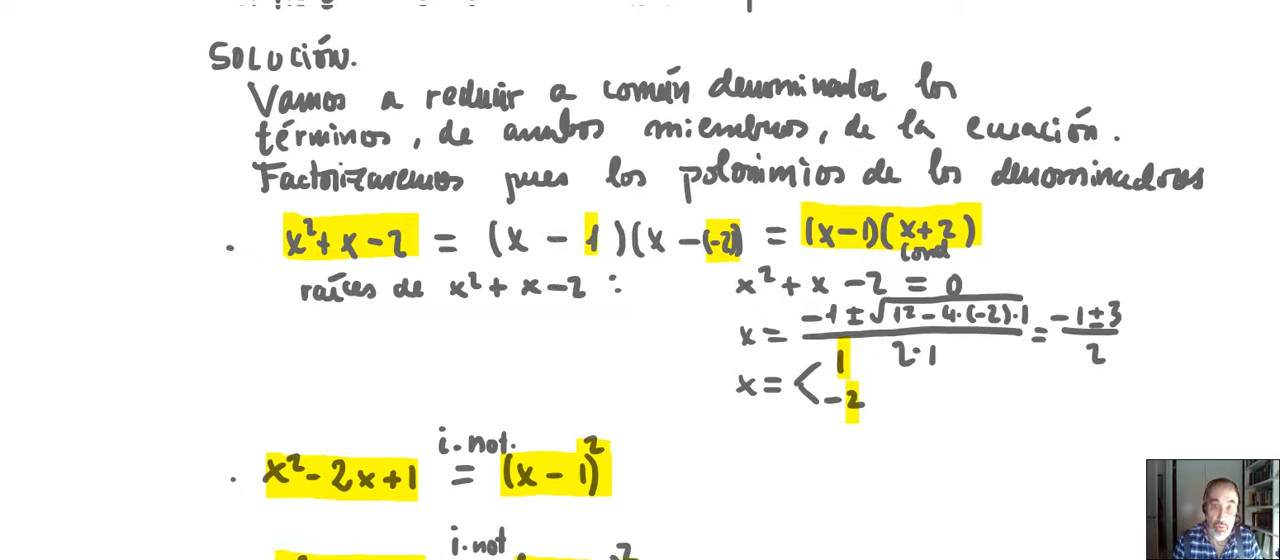 SOLUCIÓN.
Vamos a reducir a común denominador los
términos, de ambos miembros, de la ecuación.
Factorizaremos pues los polinimios de los denominadores
. x² + x - 2 = (x - 1)(x - (-2)) = (x-1)(x+2)
raíces de x² + x - 2 : x² + x - 2 = 0
x = (-1 ± √(1² - 4·(-2)·1)) / (2·1) = (-1 ± 3) / 2
x = < 1
-2
i. not.
. x² - 2x + 1 = (x - 1)²
i. not